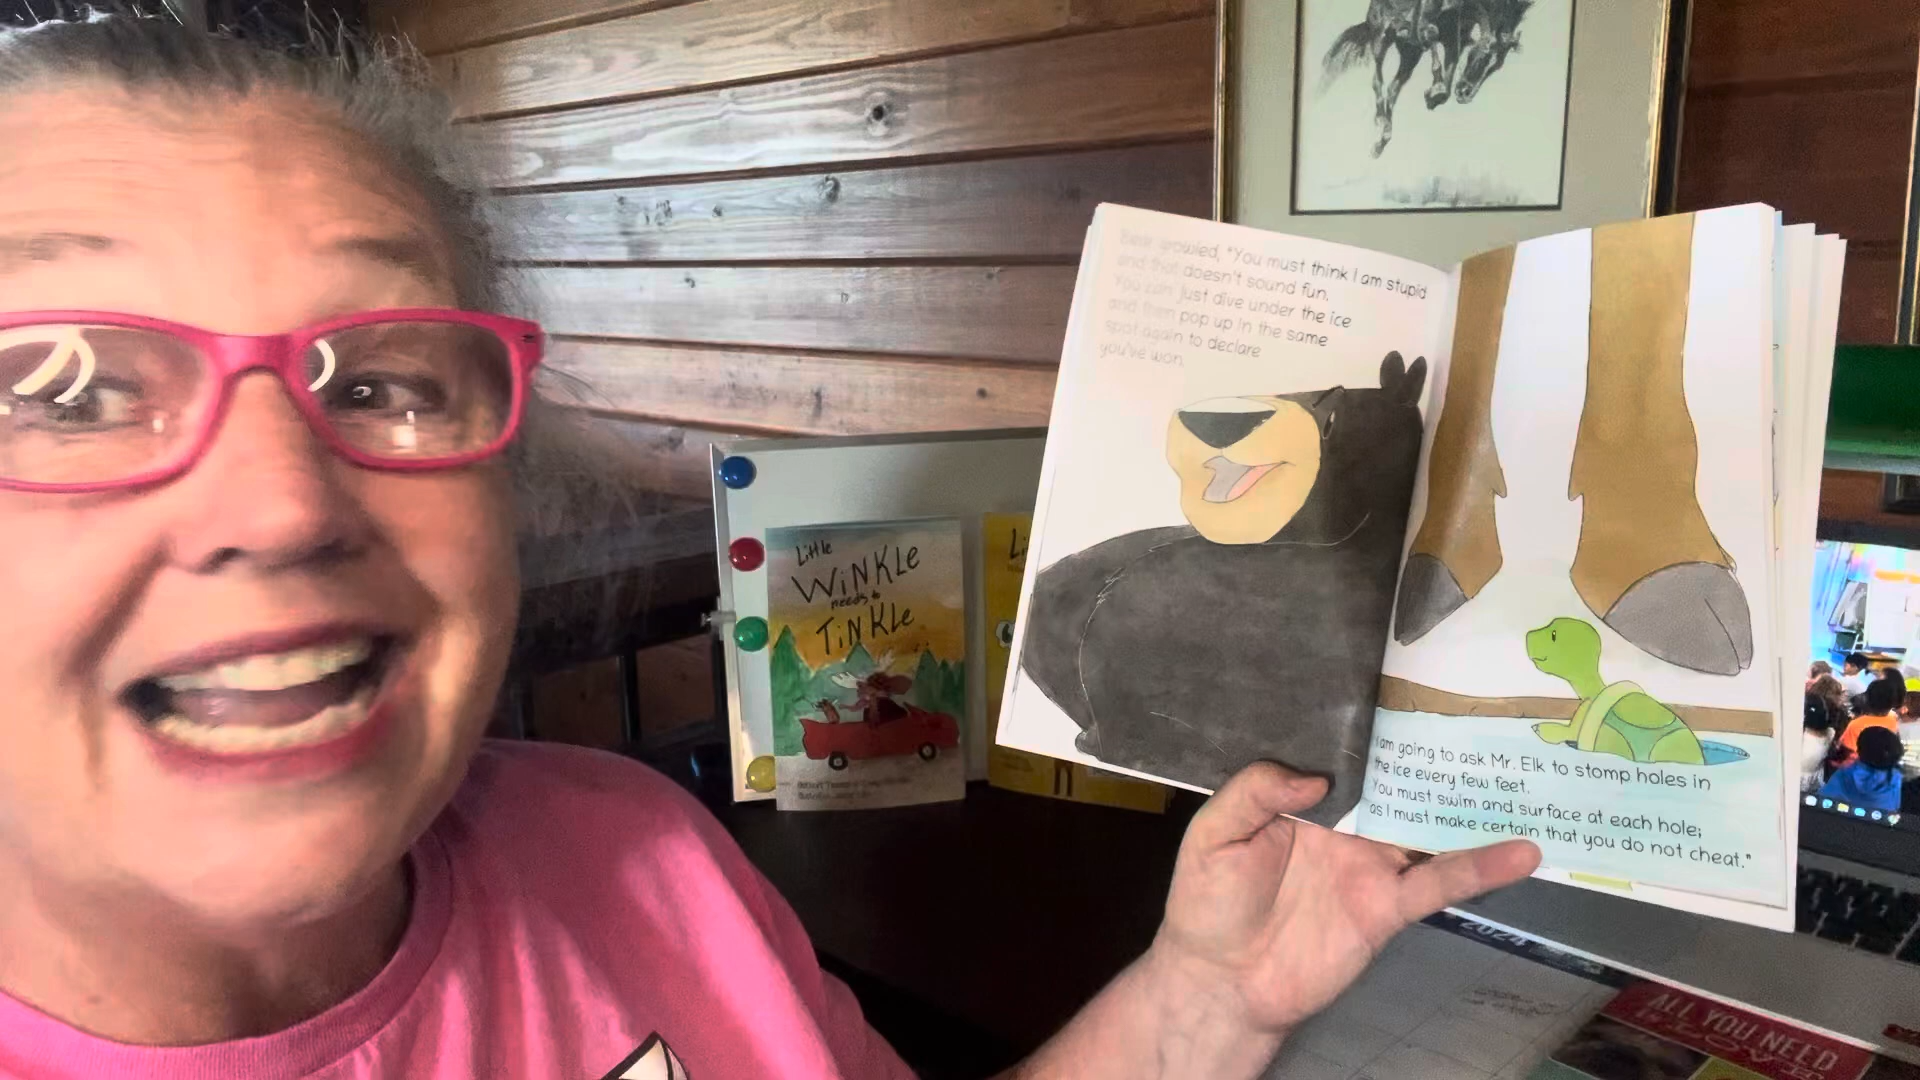 Bear growled, "You must think I am stupid
and that doesn't sound fun.
You can just dive under the ice
and then pop up in the same
spot again to declare
you've won.
I am going to ask Mr. Elk to stomp holes in
the ice every few feet.
You must swim and surface at each hole;
as I must make certain that you do not cheat."
Little
WiNKLe
needs to
TiNKLe
Li
2024
ALL YOU NEED